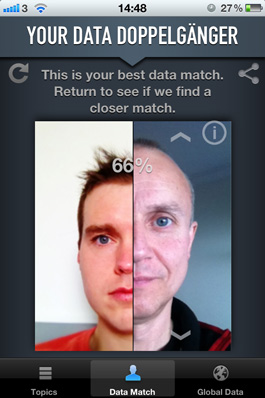 3 14:48 27%
YOUR DATA DOPPELGÄNGER
This is your best data match.
Return to see if we find a
closer match.
66%
i
Topics Data Match Global Data